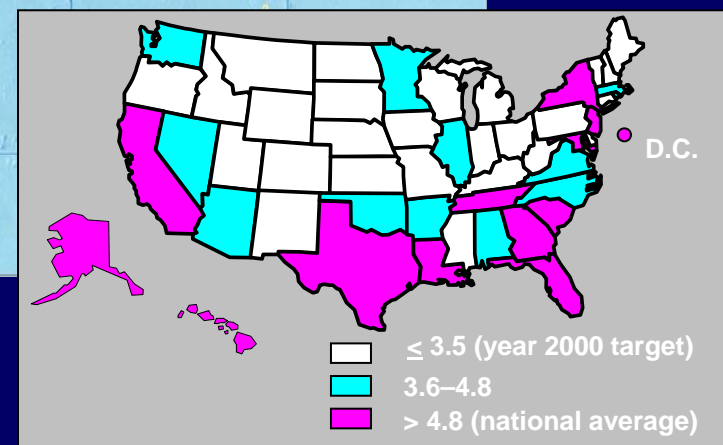 D.C.
≤ 3.5 (year 2000 target)
3.6–4.8
> 4.8 (national average)